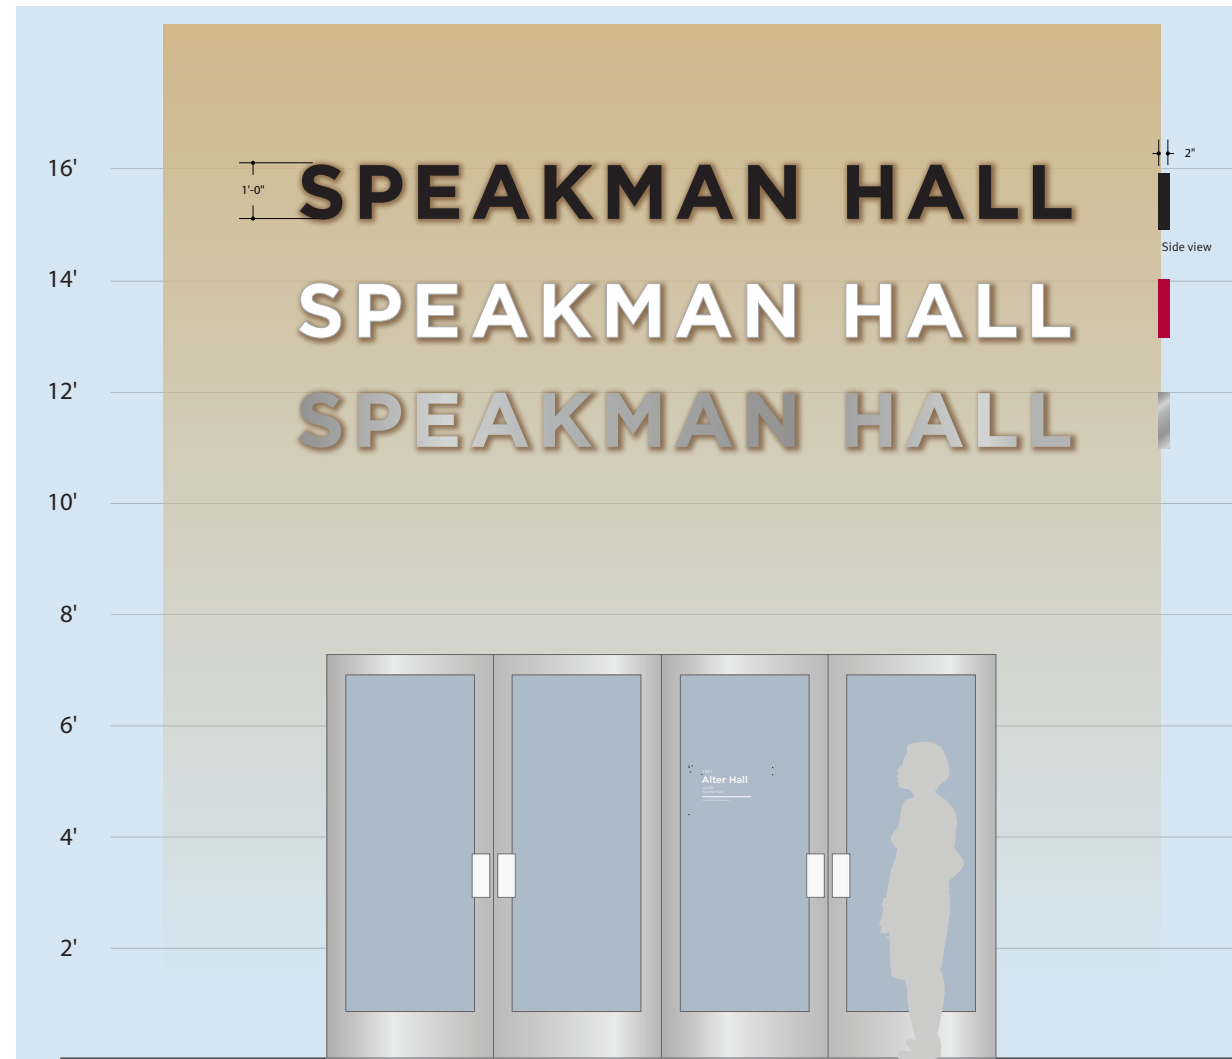 16'
2"
1'-0"
SPEAKMAN HALL
Side view
14'
SPEAKMAN HALL
12'
SPEAKMAN HALL
10'
8'
6'
Alter Hall
4'
2'